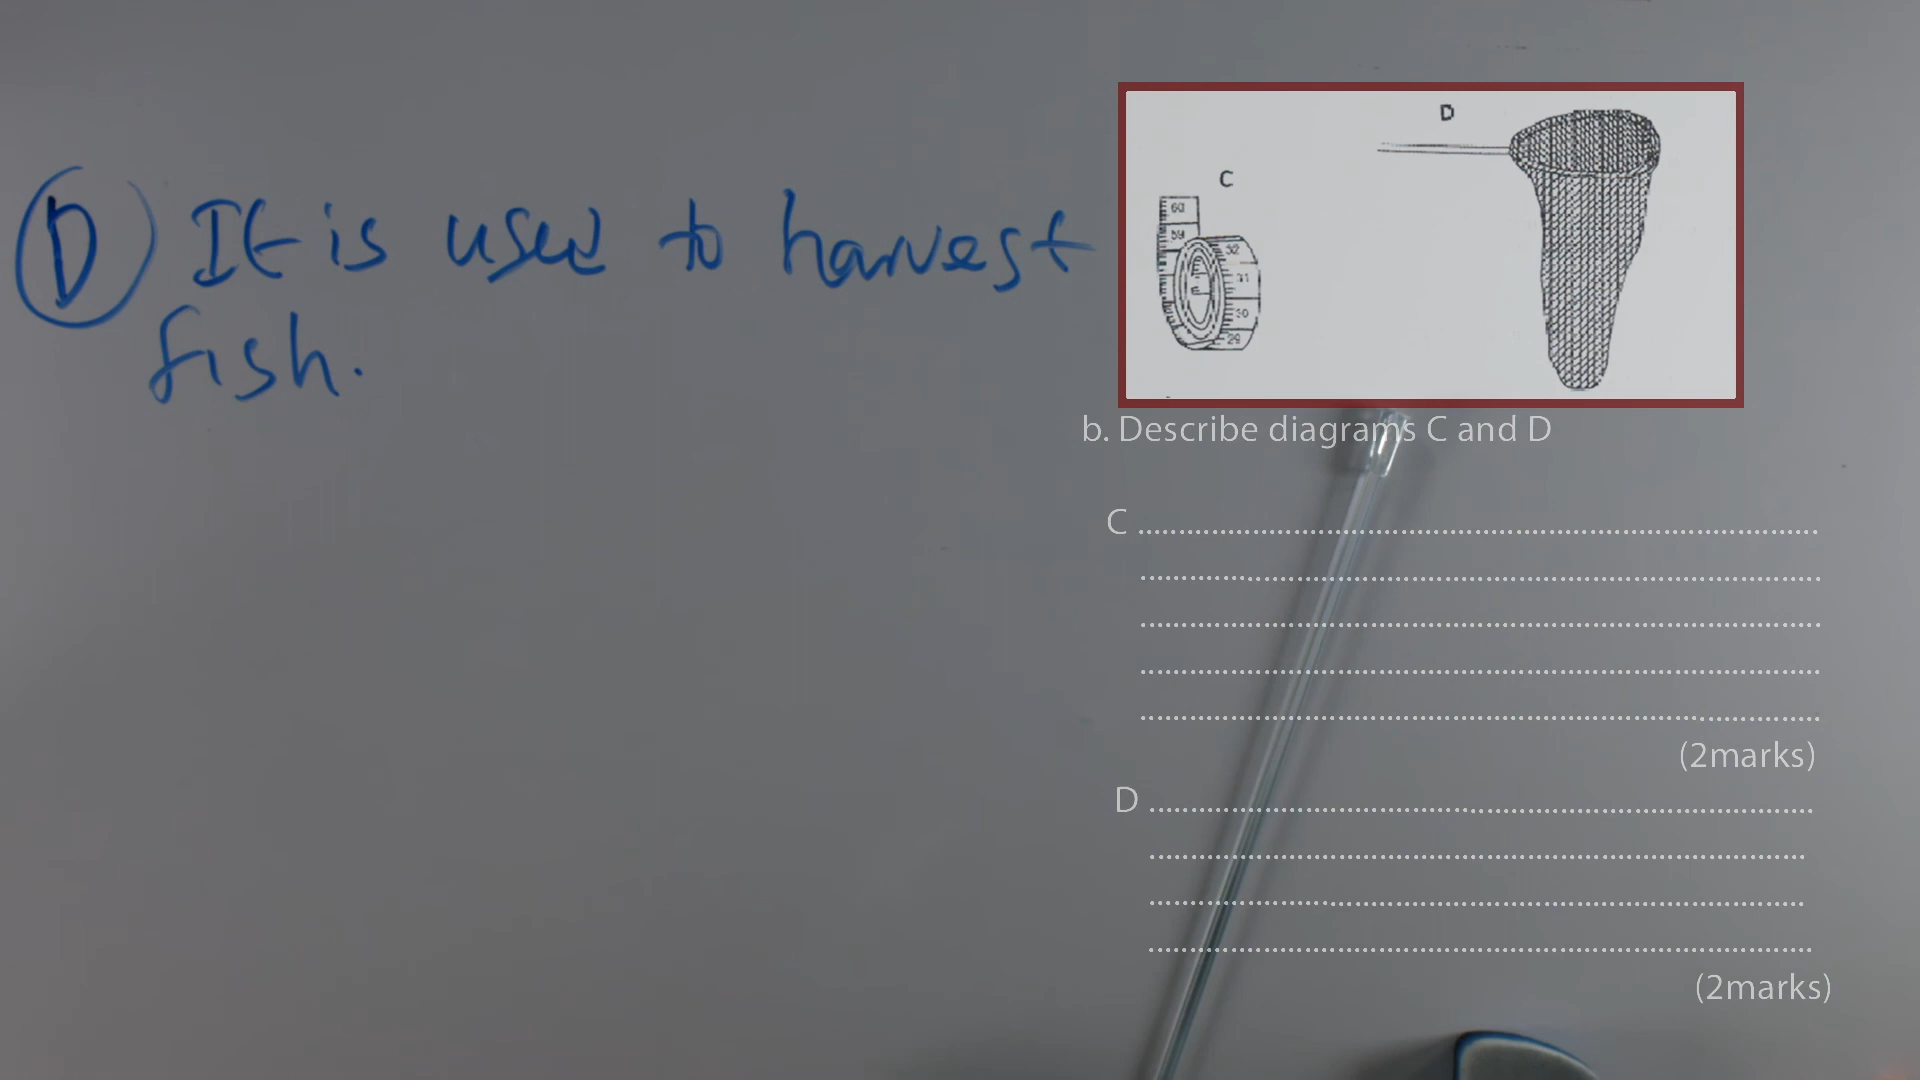 D It is used to harvest
fish.
D
C
60
59
32
31
30
29
b. Describe diagrams C and D
C ....................................................................................
....................................................................................
....................................................................................
....................................................................................
....................................................................................
(2marks)
D ....................................................................................
....................................................................................
....................................................................................
....................................................................................
(2marks)